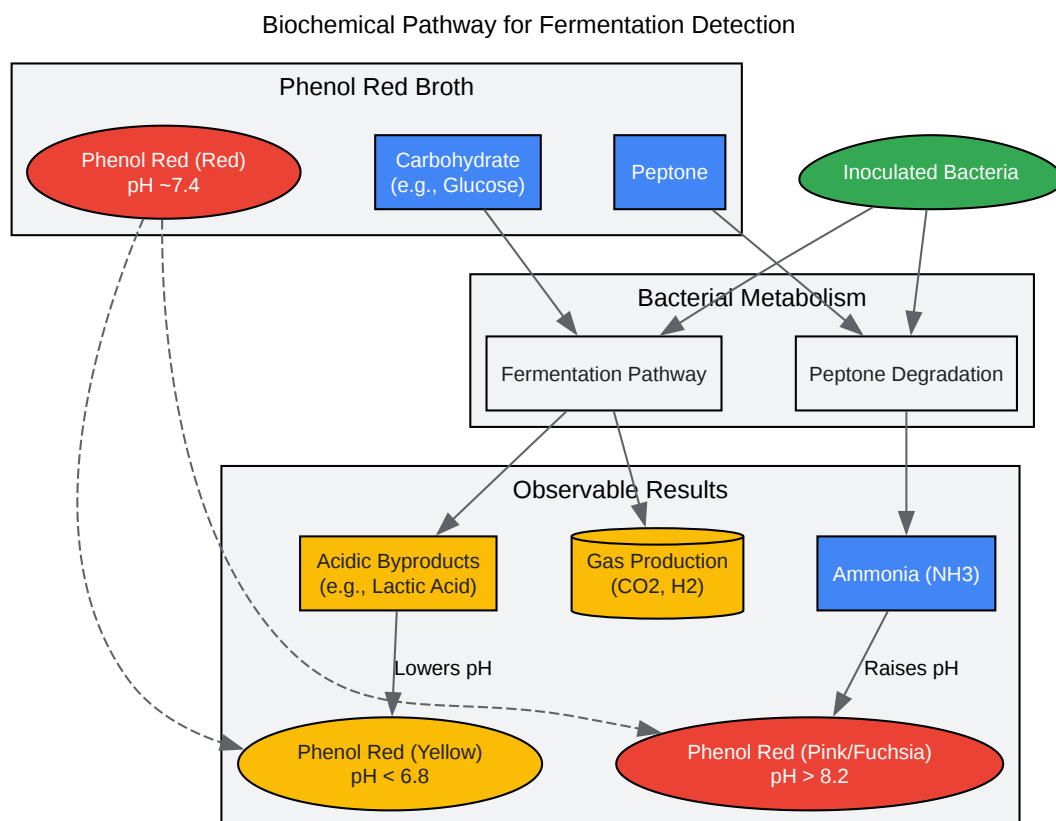 Biochemical Pathway for Fermentation Detection
Phenol Red Broth
Phenol Red (Red)
pH ~7.4
Carbohydrate
(e.g., Glucose)
Peptone
Inoculated Bacteria
Bacterial Metabolism
Fermentation Pathway
Peptone Degradation
Observable Results
Acidic Byproducts
(e.g., Lactic Acid)
Gas Production
(CO2, H2)
Ammonia (NH3)
Lowers pH
Raises pH
Phenol Red (Yellow)
pH < 6.8
Phenol Red (Pink/Fuchsia)
pH > 8.2